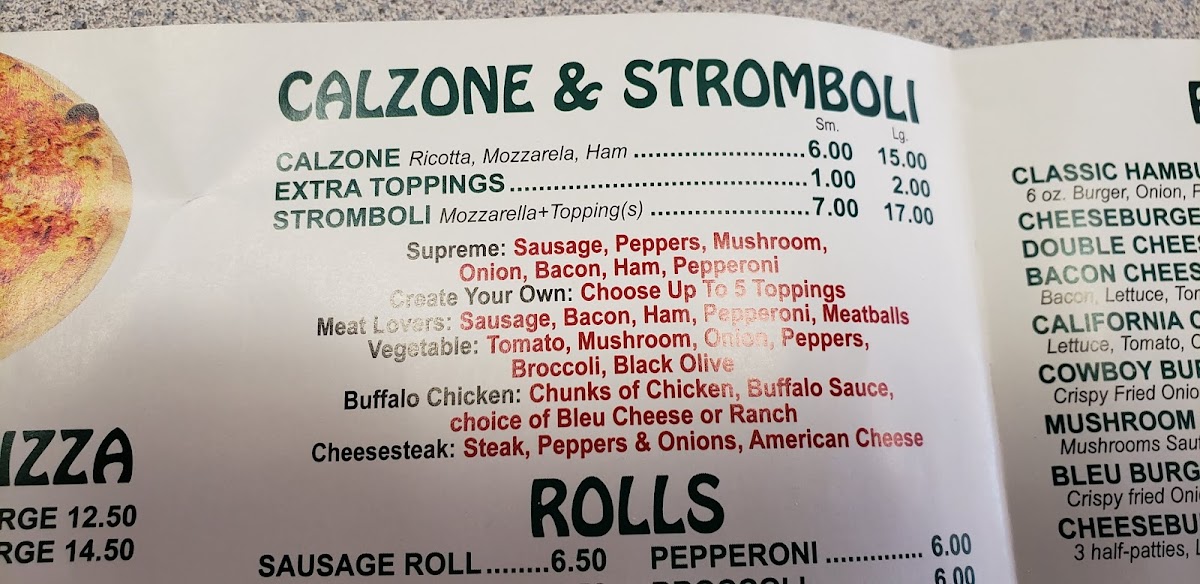 CALZONE & STROMBOLI
Sm. Lg.
CALZONE Ricotta, Mozzarela, Ham ........................ 6.00 15.00
EXTRA TOPPINGS ........................................ 1.00 2.00
STROMBOLI Mozzarella+Topping(s) ...................... 7.00 17.00
Supreme: Sausage, Peppers, Mushroom,
Onion, Bacon, Ham, Pepperoni
Create Your Own: Choose Up To 5 Toppings
Meat Lovers: Sausage, Bacon, Ham, Pepperoni, Meatballs
Vegetable: Tomato, Mushroom, Onion, Peppers,
Broccoli, Black Olive
Buffalo Chicken: Chunks of Chicken, Buffalo Sauce,
choice of Bleu Cheese or Ranch
Cheesesteak: Steak, Peppers & Onions, American Cheese
ROLLS
SAUSAGE ROLL ......... 6.50 PEPPERONI ............. 6.00
BROCCOLI 6.00
IZZA
RGE 12.50
RGE 14.50
CLASSIC HAMBU
6 oz. Burger, Onion,
CHEESEBURGE
DOUBLE CHEES
BACON CHEES
Bacon, Lettuce, Tom
CALIFORNIA
Lettuce, Tomato,
COWBOY BUR
Crispy Fried Onio
MUSHROOM
Mushrooms Sau
BLEU BURG
Crispy fried Oni
CHEESEBU
3 half-patties,